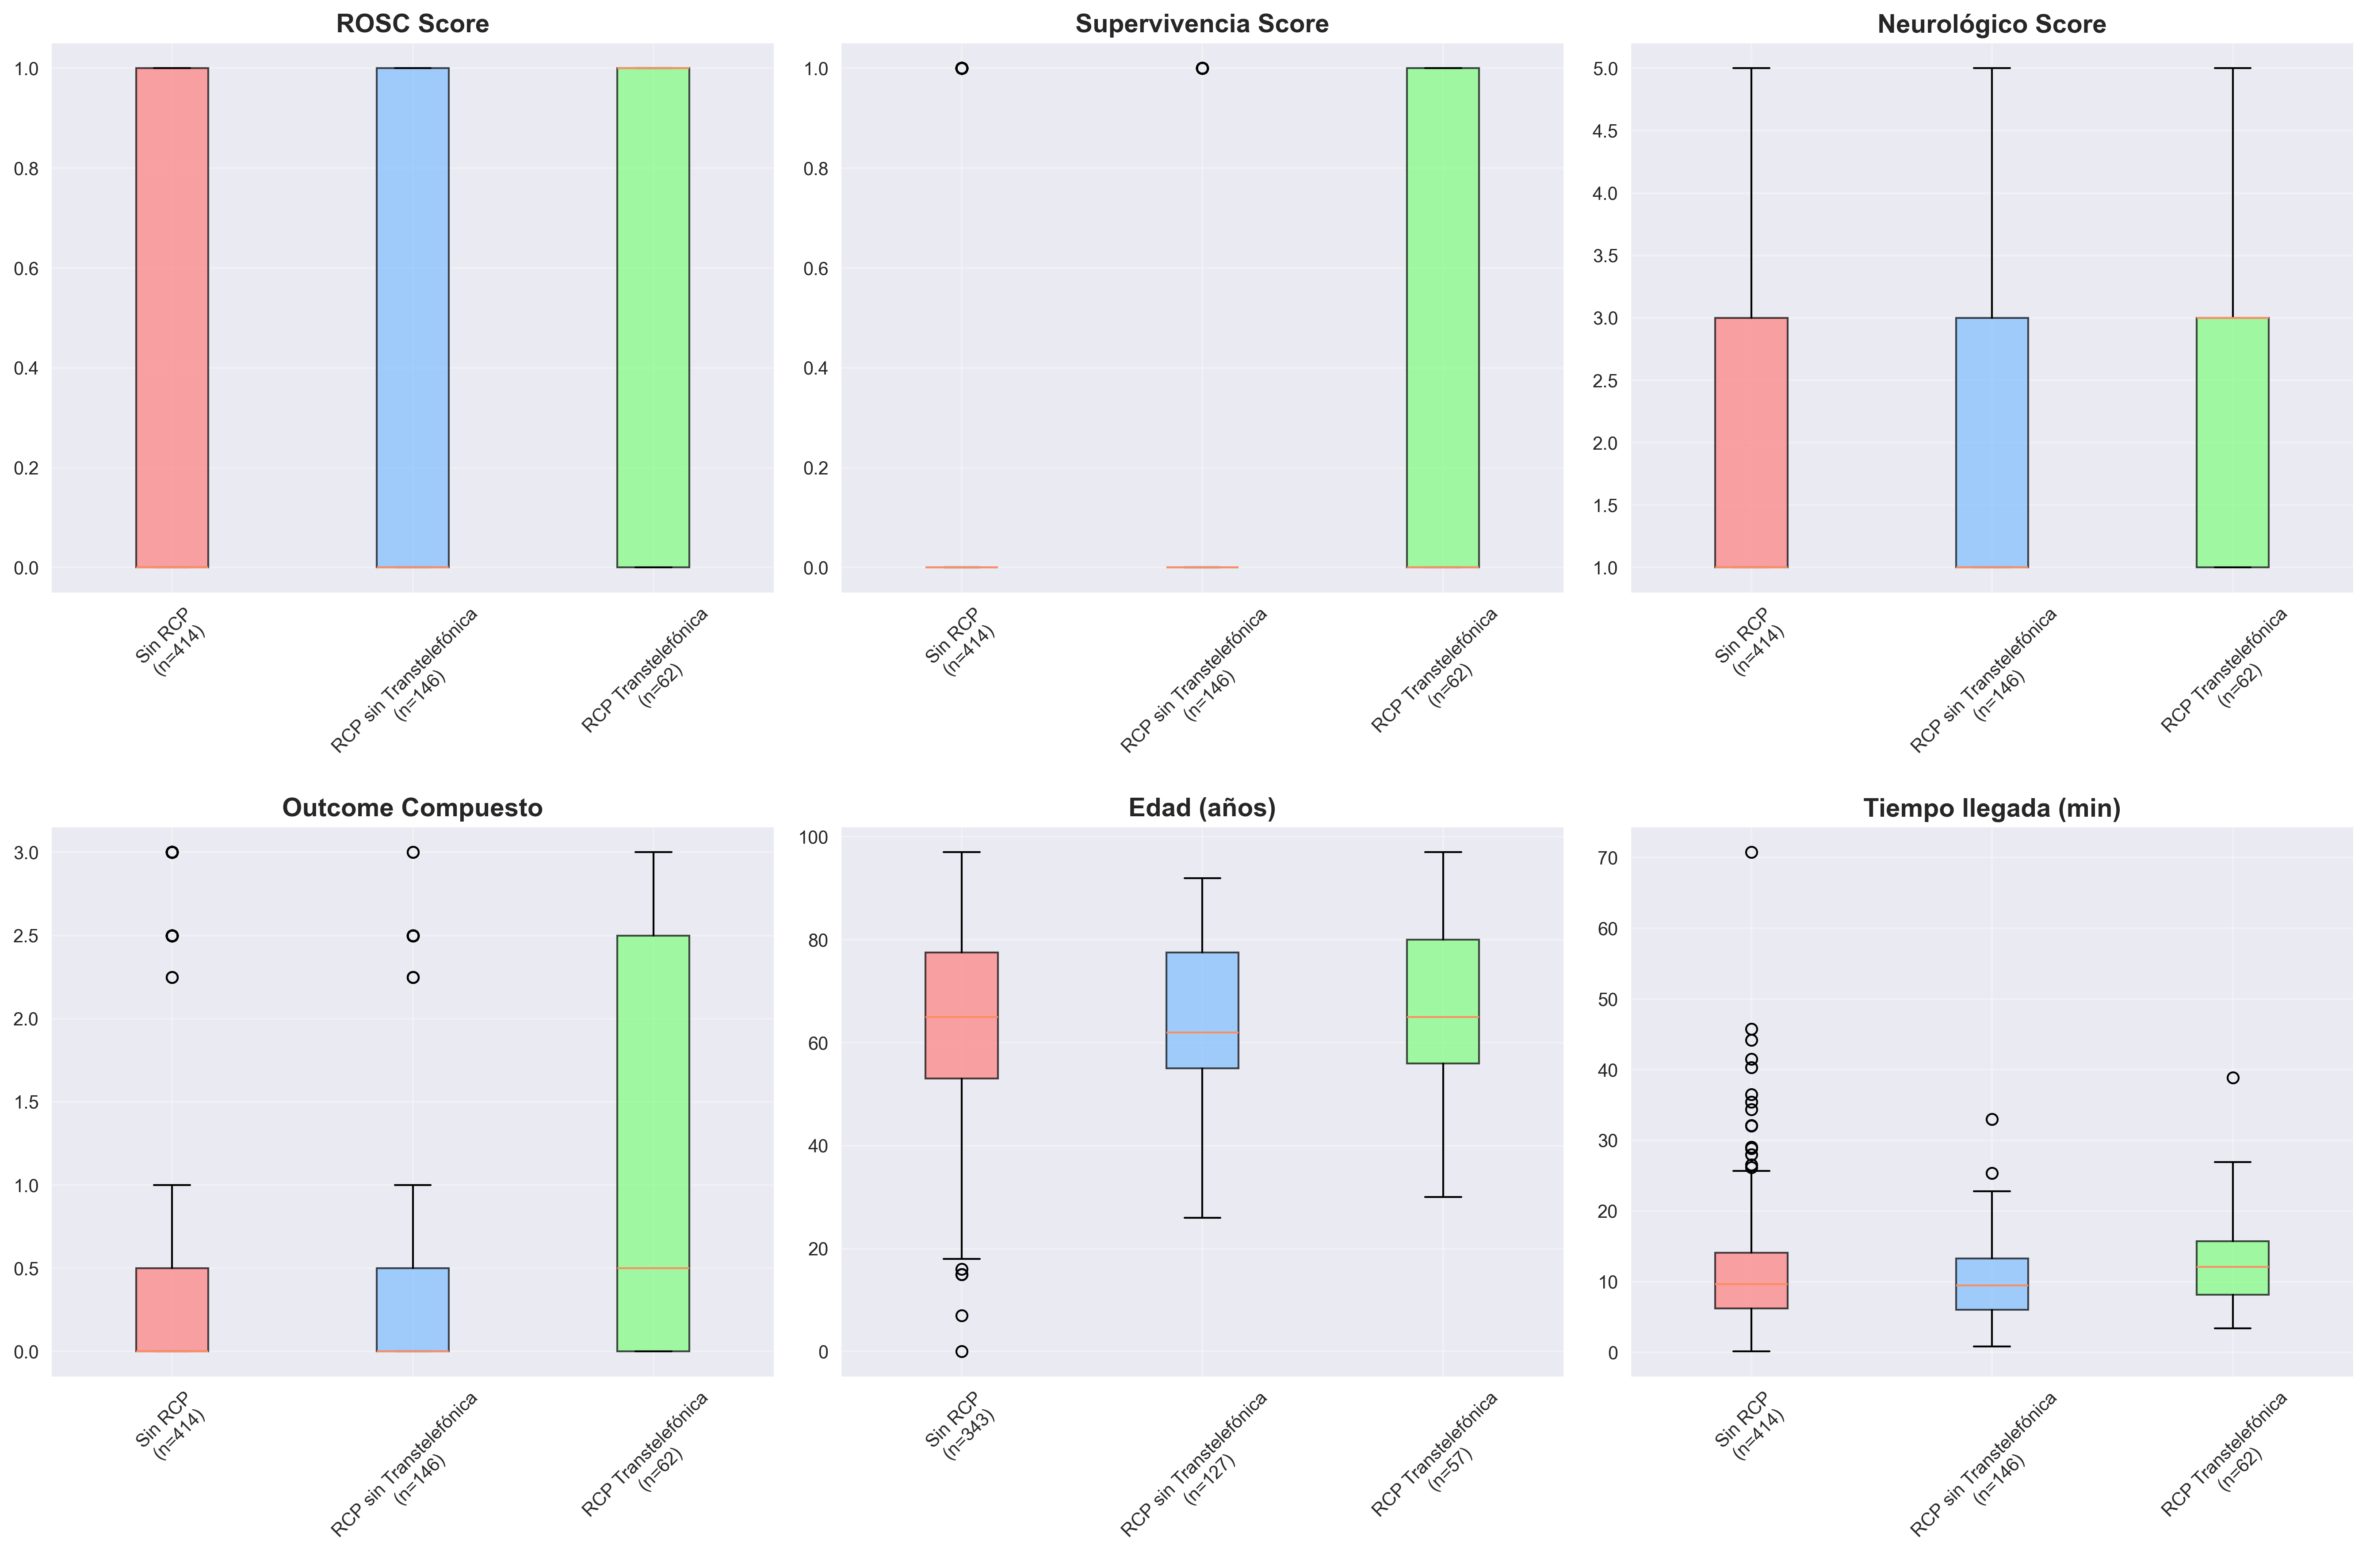 ROSC Score
1.0
0.8
0.6
0.4
0.2
0.0
Sin RCP
(n=414)
RCP sin Transtelefónica
(n=146)
RCP Transtelefónica
(n=62)
Supervivencia Score
1.0
0.8
0.6
0.4
0.2
0.0
Sin RCP
(n=414)
RCP sin Transtelefónica
(n=146)
RCP Transtelefónica
(n=62)
Neurológico Score
5.0
4.5
4.0
3.5
3.0
2.5
2.0
1.5
1.0
Sin RCP
(n=414)
RCP sin Transtelefónica
(n=146)
RCP Transtelefónica
(n=62)
Outcome Compuesto
3.0
2.5
2.0
1.5
1.0
0.5
0.0
Sin RCP
(n=414)
RCP sin Transtelefónica
(n=146)
RCP Transtelefónica
(n=62)
Edad (años)
100
80
60
40
20
0
Sin RCP
(n=343)
RCP sin Transtelefónica
(n=127)
RCP Transtelefónica
(n=57)
Tiempo llegada (min)
70
60
50
40
30
20
10
0
Sin RCP
(n=414)
RCP sin Transtelefónica
(n=146)
RCP Transtelefónica
(n=62)